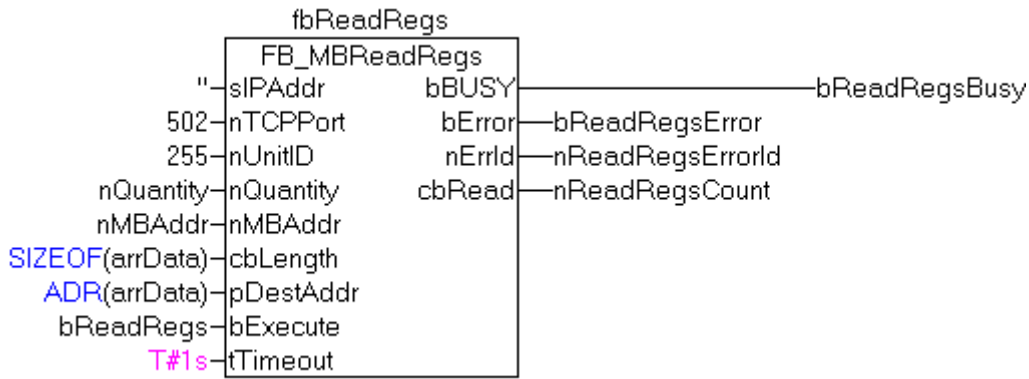 fbReadRegs
FB_MBReadRegs
'' sIPAddr bBUSY bReadRegsBusy
502 nTCPPort bError bReadRegsError
255 nUnitID nErrId nReadRegsErrorId
nQuantity nQuantity cbRead nReadRegsCount
nMBAddr nMBAddr
SIZEOF(arrData) cbLength
ADR(arrData) pDestAddr
bReadRegs bExecute
T#1s tTimeout